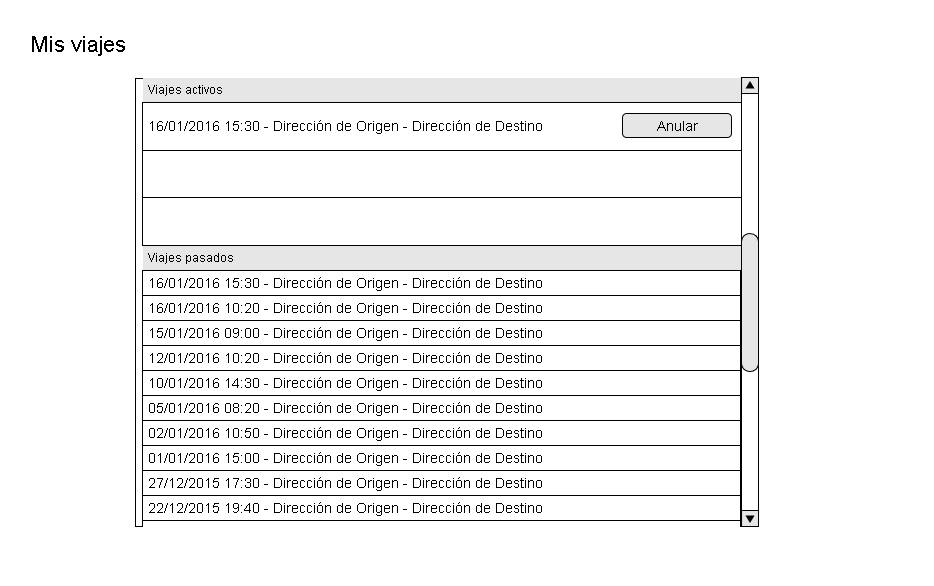 Mis viajes
Viajes activos
16/01/2016 15:30 - Dirección de Origen - Dirección de Destino Anular
Viajes pasados
16/01/2016 15:30 - Dirección de Origen - Dirección de Destino
16/01/2016 10:20 - Dirección de Origen - Dirección de Destino
15/01/2016 09:00 - Dirección de Origen - Dirección de Destino
12/01/2016 10:20 - Dirección de Origen - Dirección de Destino
10/01/2016 14:30 - Dirección de Origen - Dirección de Destino
05/01/2016 08:20 - Dirección de Origen - Dirección de Destino
02/01/2016 10:50 - Dirección de Origen - Dirección de Destino
01/01/2016 15:00 - Dirección de Origen - Dirección de Destino
27/12/2015 17:30 - Dirección de Origen - Dirección de Destino
22/12/2015 19:40 - Dirección de Origen - Dirección de Destino